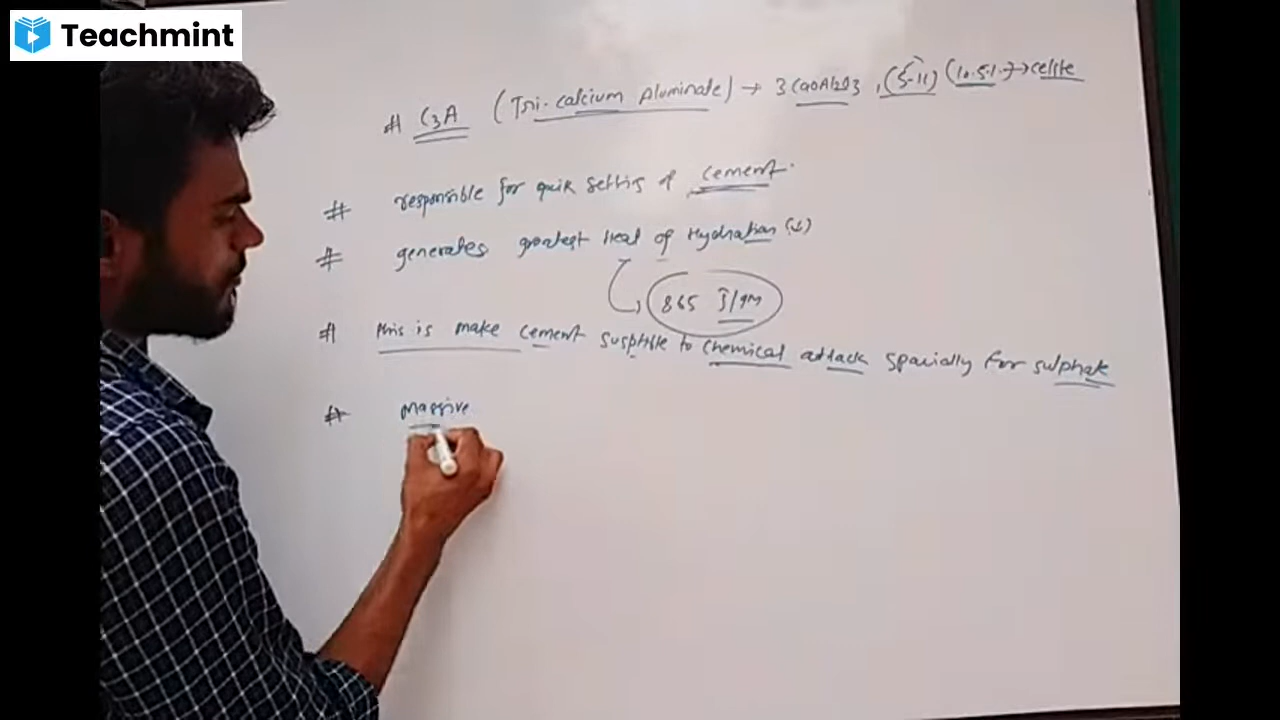 Teachmint
# C3A (Tri-calcium Aluminate) → 3CaOAl2O3, (5-11) (10.5%) → celite
# responsible for quik setting of cement.
# generates greatest Heat of Hydration (↓)
865 J/gm
# this is make cement susptible to chemical attack spacially for sulphate
# Massive